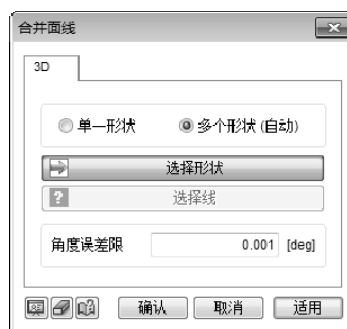 合并面线
3D
单一形状 多个形状 (自动)
选择形状
选择线
角度误差限 0.001 [deg]
确认 取消 适用